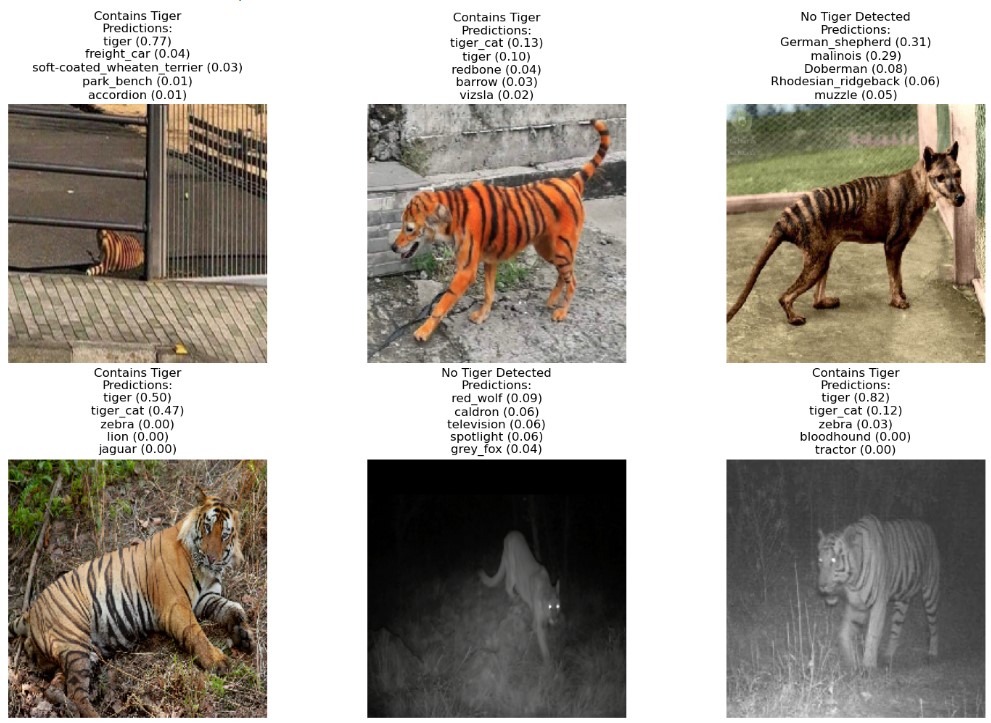 Contains Tiger
Predictions:
tiger (0.77)
freight_car (0.04)
soft-coated_wheaten_terrier (0.03)
park_bench (0.01)
accordion (0.01)
Contains Tiger
Predictions:
tiger_cat (0.13)
tiger (0.10)
redbone (0.04)
barrow (0.03)
vizsla (0.02)
No Tiger Detected
Predictions:
German_shepherd (0.31)
malinois (0.29)
Doberman (0.08)
Rhodesian_ridgeback (0.06)
muzzle (0.05)
Contains Tiger
Predictions:
tiger (0.50)
tiger_cat (0.47)
zebra (0.00)
lion (0.00)
jaguar (0.00)
No Tiger Detected
Predictions:
red_wolf (0.09)
caldron (0.06)
television (0.06)
spotlight (0.06)
grey_fox (0.04)
Contains Tiger
Predictions:
tiger (0.82)
tiger_cat (0.12)
zebra (0.03)
bloodhound (0.00)
tractor (0.00)